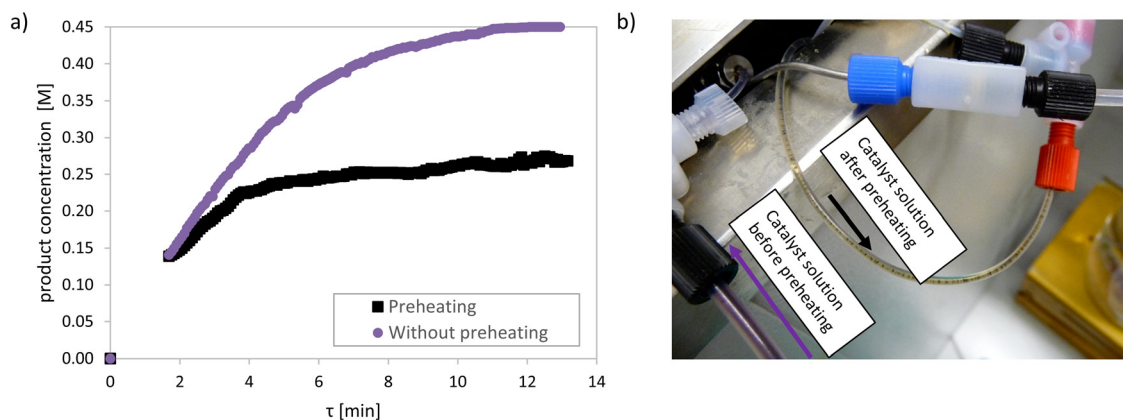 a)
product concentration [M]
0.45
0.40
0.35
0.30
0.25
0.20
0.15
0.10
0.05
0.00
0
2
4
6
8
10
12
14
τ [min]
Preheating
Without preheating
b)
Catalyst solution
after preheating
Catalyst solution
before preheating